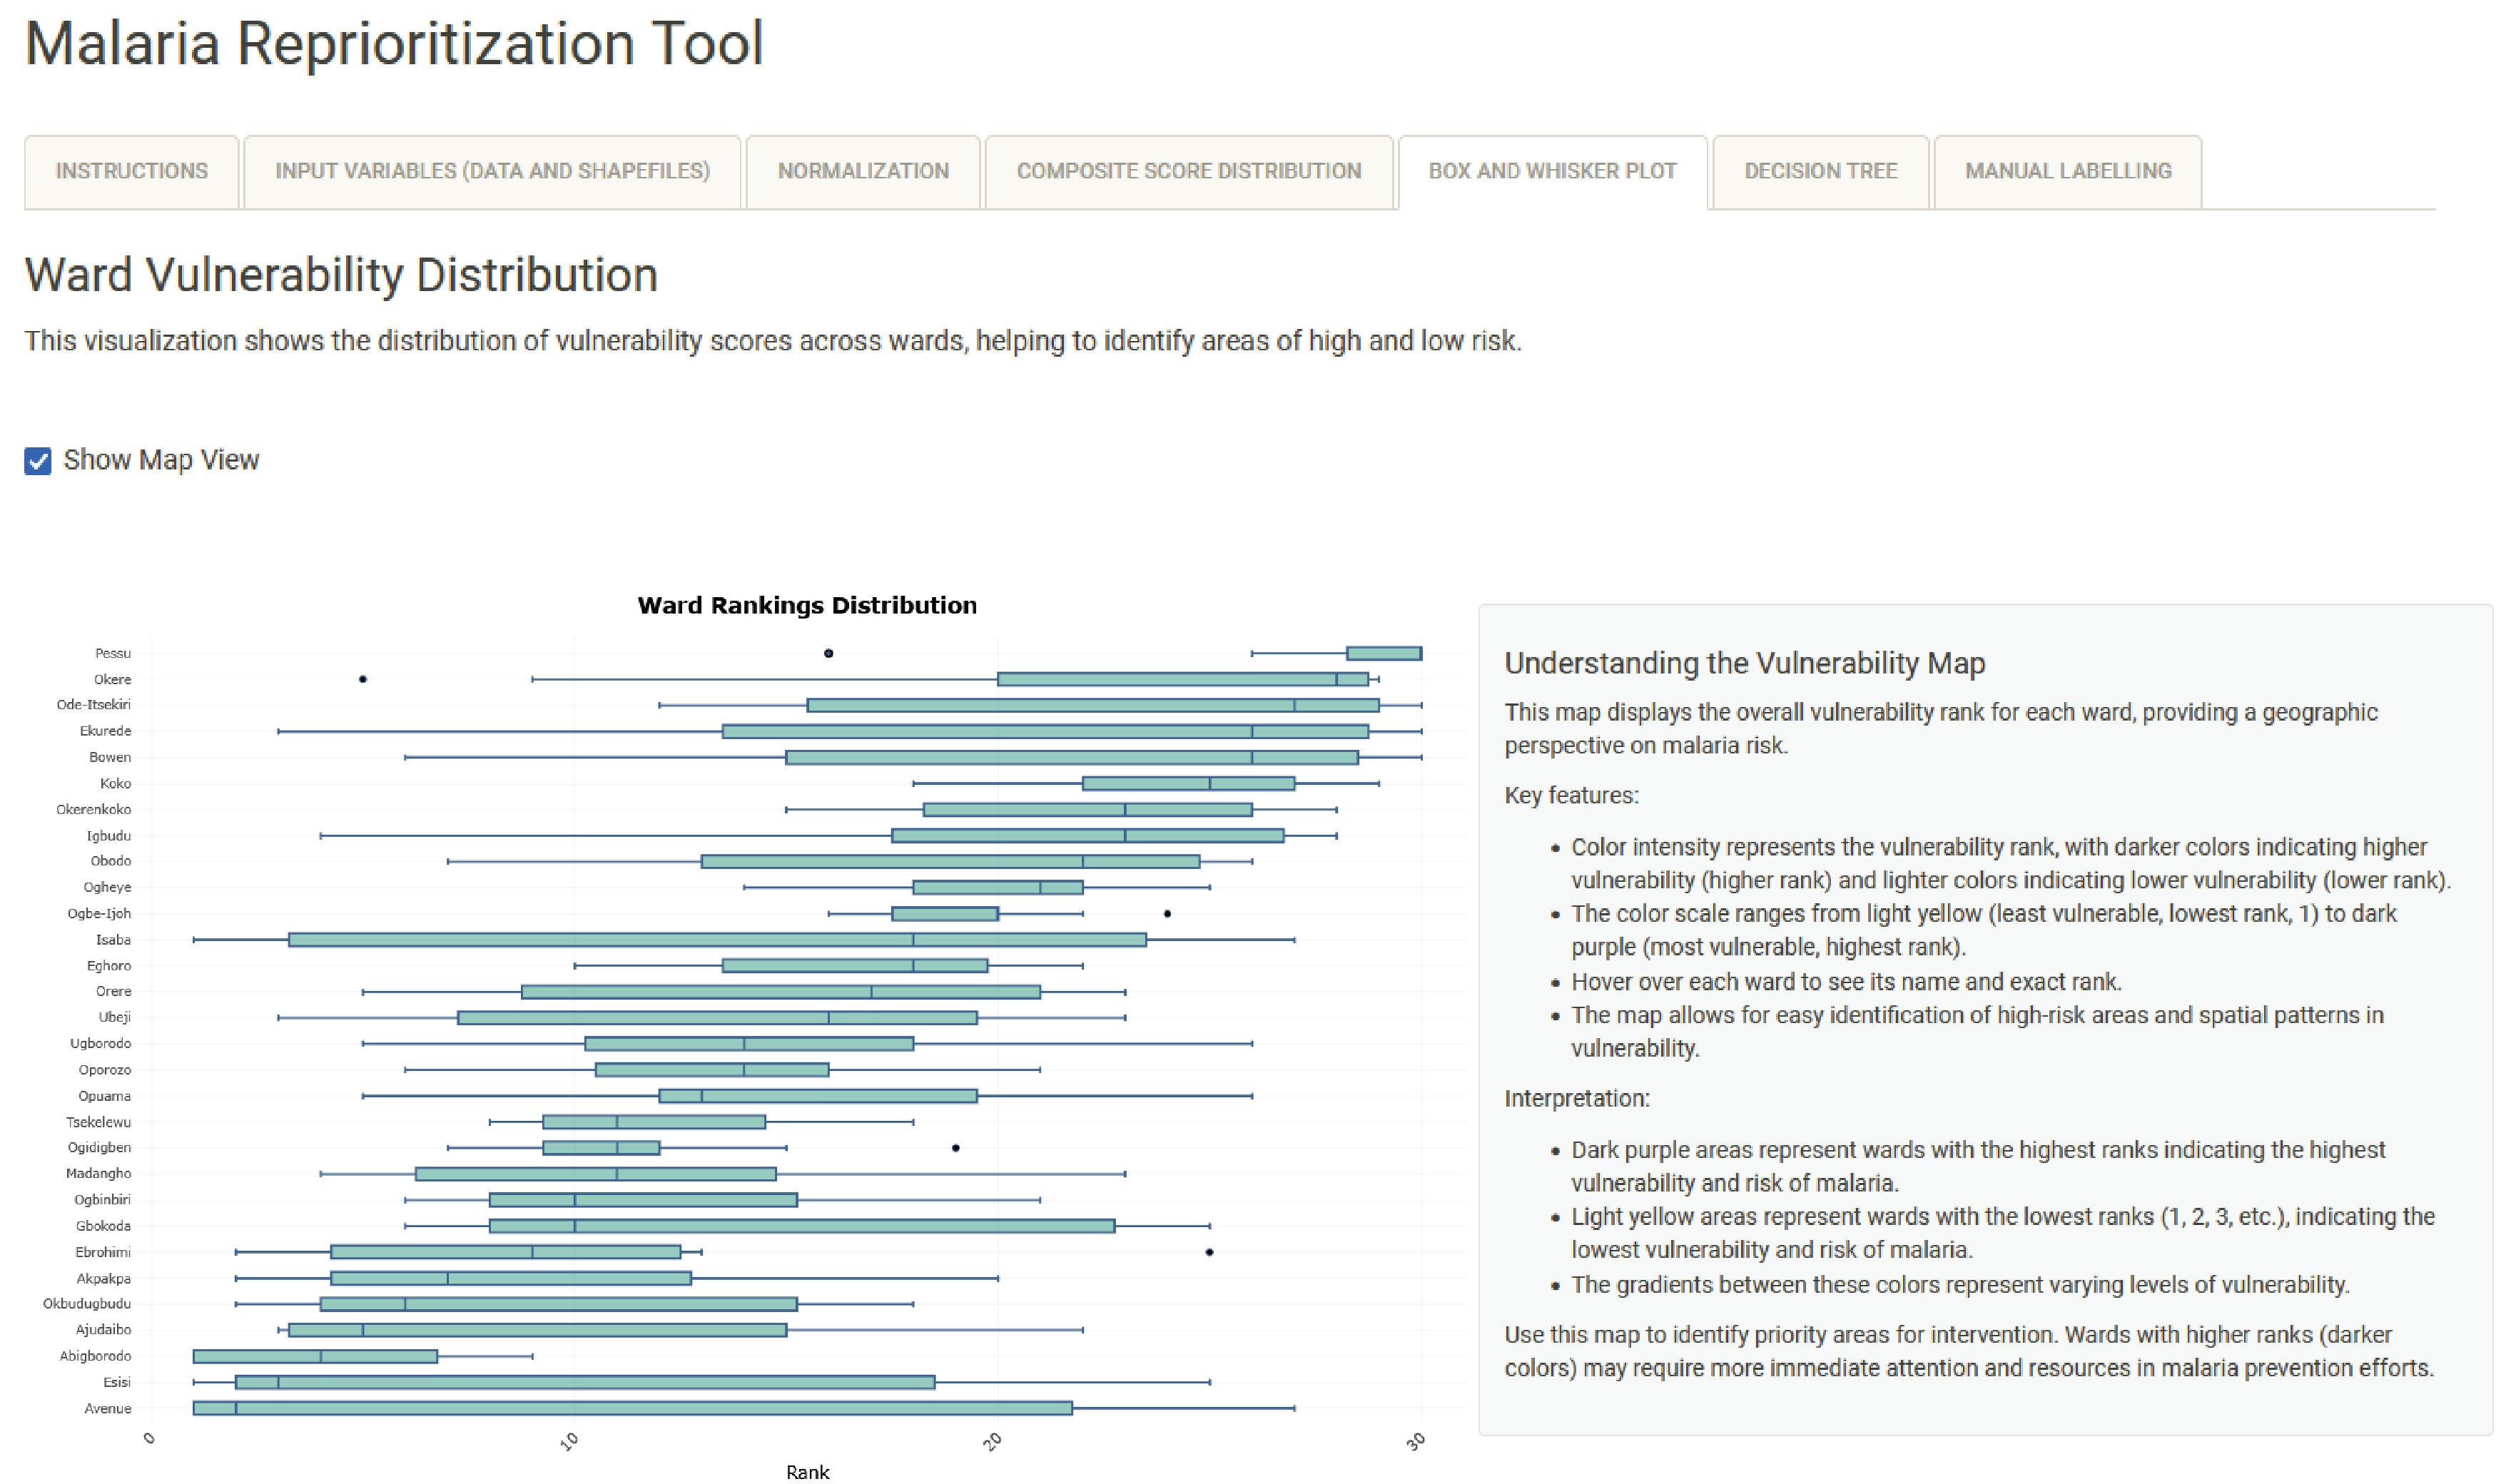 Malaria Reprioritization Tool
INSTRUCTIONS
INPUT VARIABLES (DATA AND SHAPEFILES)
NORMALIZATION
COMPOSITE SCORE DISTRIBUTION
BOX AND WHISKER PLOT
DECISION TREE
MANUAL LABELLING
Ward Vulnerability Distribution
This visualization shows the distribution of vulnerability scores across wards, helping to identify areas of high and low risk.
Show Map View
Ward Rankings Distribution
Pessu
Okere
Ode-Itsekiri
Ekurede
Bowen
Koko
Okerenkoko
Igbudu
Obodo
Ogheye
Ogbe-Ijoh
Isaba
Eghoro
Orere
Ubeji
Ugborodo
Oporozo
Opuama
Tsekelewu
Ogidigben
Madangho
Ogbinbiri
Gbokoda
Ebrohimi
Akpakpa
Okbudugbudu
Ajudaibo
Abigborodo
Esisi
Avenue
0
10
20
30
Rank
Understanding the Vulnerability Map
This map displays the overall vulnerability rank for each ward, providing a geographic
perspective on malaria risk.
Key features:
• Color intensity represents the vulnerability rank, with darker colors indicating higher
vulnerability (higher rank) and lighter colors indicating lower vulnerability (lower rank).
• The color scale ranges from light yellow (least vulnerable, lowest rank, 1) to dark
purple (most vulnerable, highest rank).
• Hover over each ward to see its name and exact rank.
• The map allows for easy identification of high-risk areas and spatial patterns in
vulnerability.
Interpretation:
• Dark purple areas represent wards with the highest ranks indicating the highest
vulnerability and risk of malaria.
• Light yellow areas represent wards with the lowest ranks (1, 2, 3, etc.), indicating the
lowest vulnerability and risk of malaria.
• The gradients between these colors represent varying levels of vulnerability.
Use this map to identify priority areas for intervention. Wards with higher ranks (darker
colors) may require more immediate attention and resources in malaria prevention efforts.